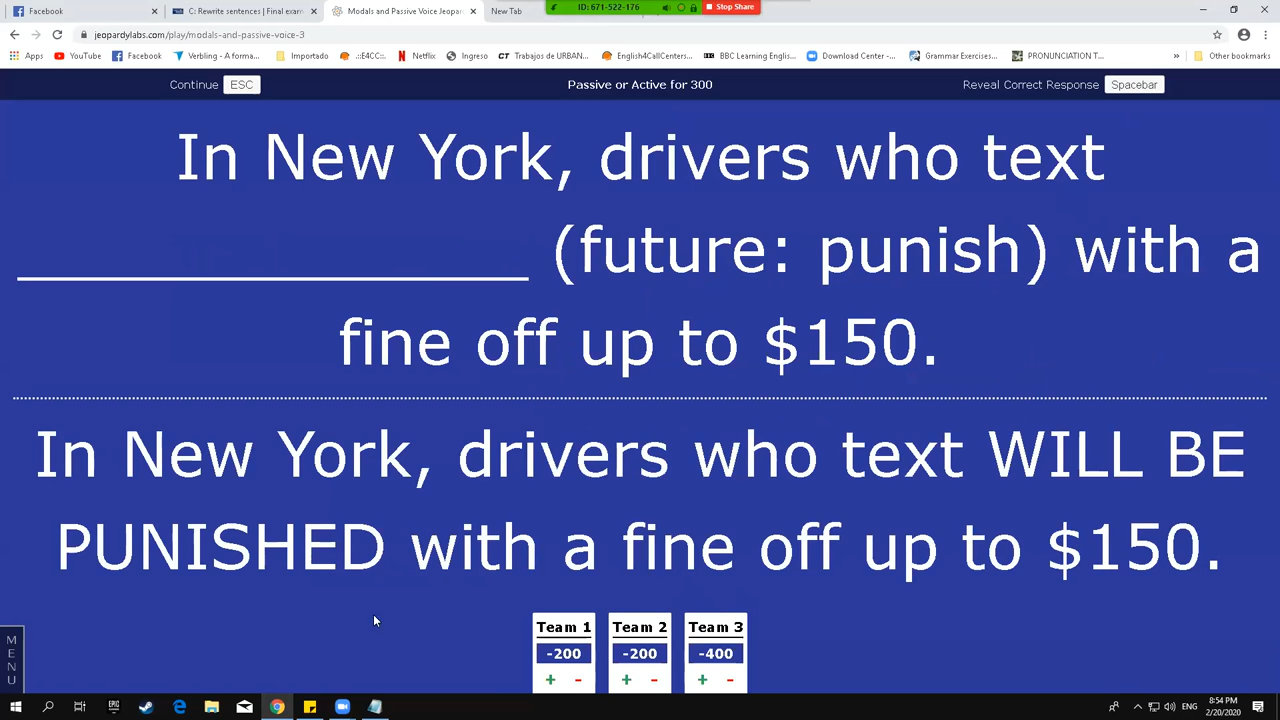 Facebook
C: Rewrite sentences | Final exam
Modals and Passive Voice Jeopar
New Tab
ID: 671-522-176
Stop Share
jeopardylabs.com/play/modals-and-passive-voice-3
Apps
YouTube
Facebook
Verbling - A forma...
Importado
.::E4CC::.
Netflix
Ingreso
CT Trabajos de URBAN...
English4CallCenters...
BBC Learning Englis...
Download Center -...
Grammar Exercises...
PRONUNCIATION T...
»
Other bookmarks
Continue ESC
Passive or Active for 300
Reveal Correct Response Spacebar
In New York, drivers who text
________________ (future: punish) with a
fine off up to $150.
In New York, drivers who text WILL BE
PUNISHED with a fine off up to $150.
MENU
Team 1 Team 2 Team 3
-200 -200 -400
+ - + - + -
EPIC
ENG
8:54 PM
2/20/2020